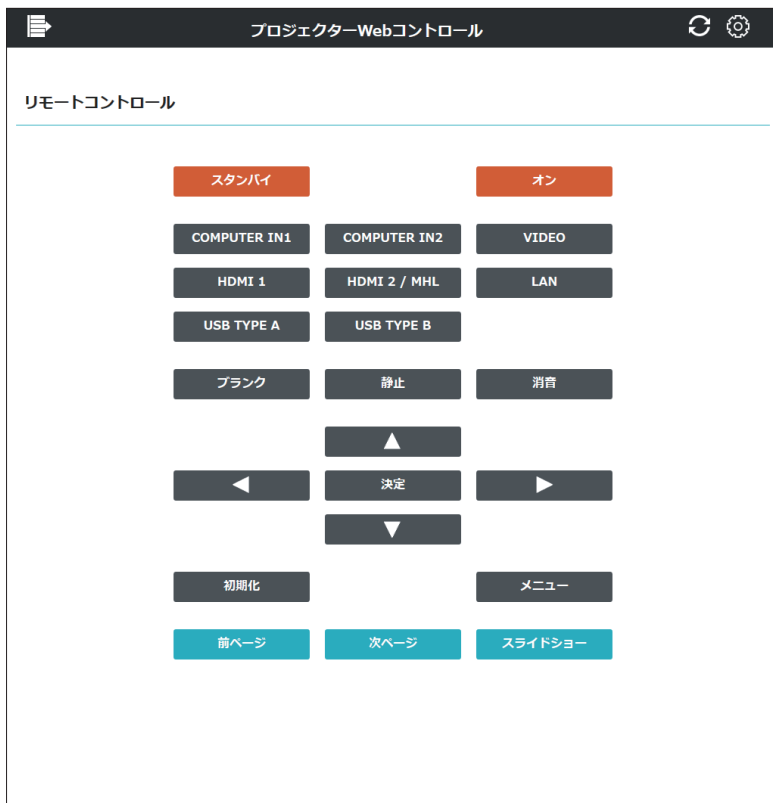 プロジェクターWebコントロール
リモートコントロール
スタンバイ オン
COMPUTER IN1 COMPUTER IN2 VIDEO
HDMI 1 HDMI 2 / MHL LAN
USB TYPE A USB TYPE B
ブランク 静止 消音
▲
◀ 決定 ▶
▼
初期化 メニュー
前ページ 次ページ スライドショー